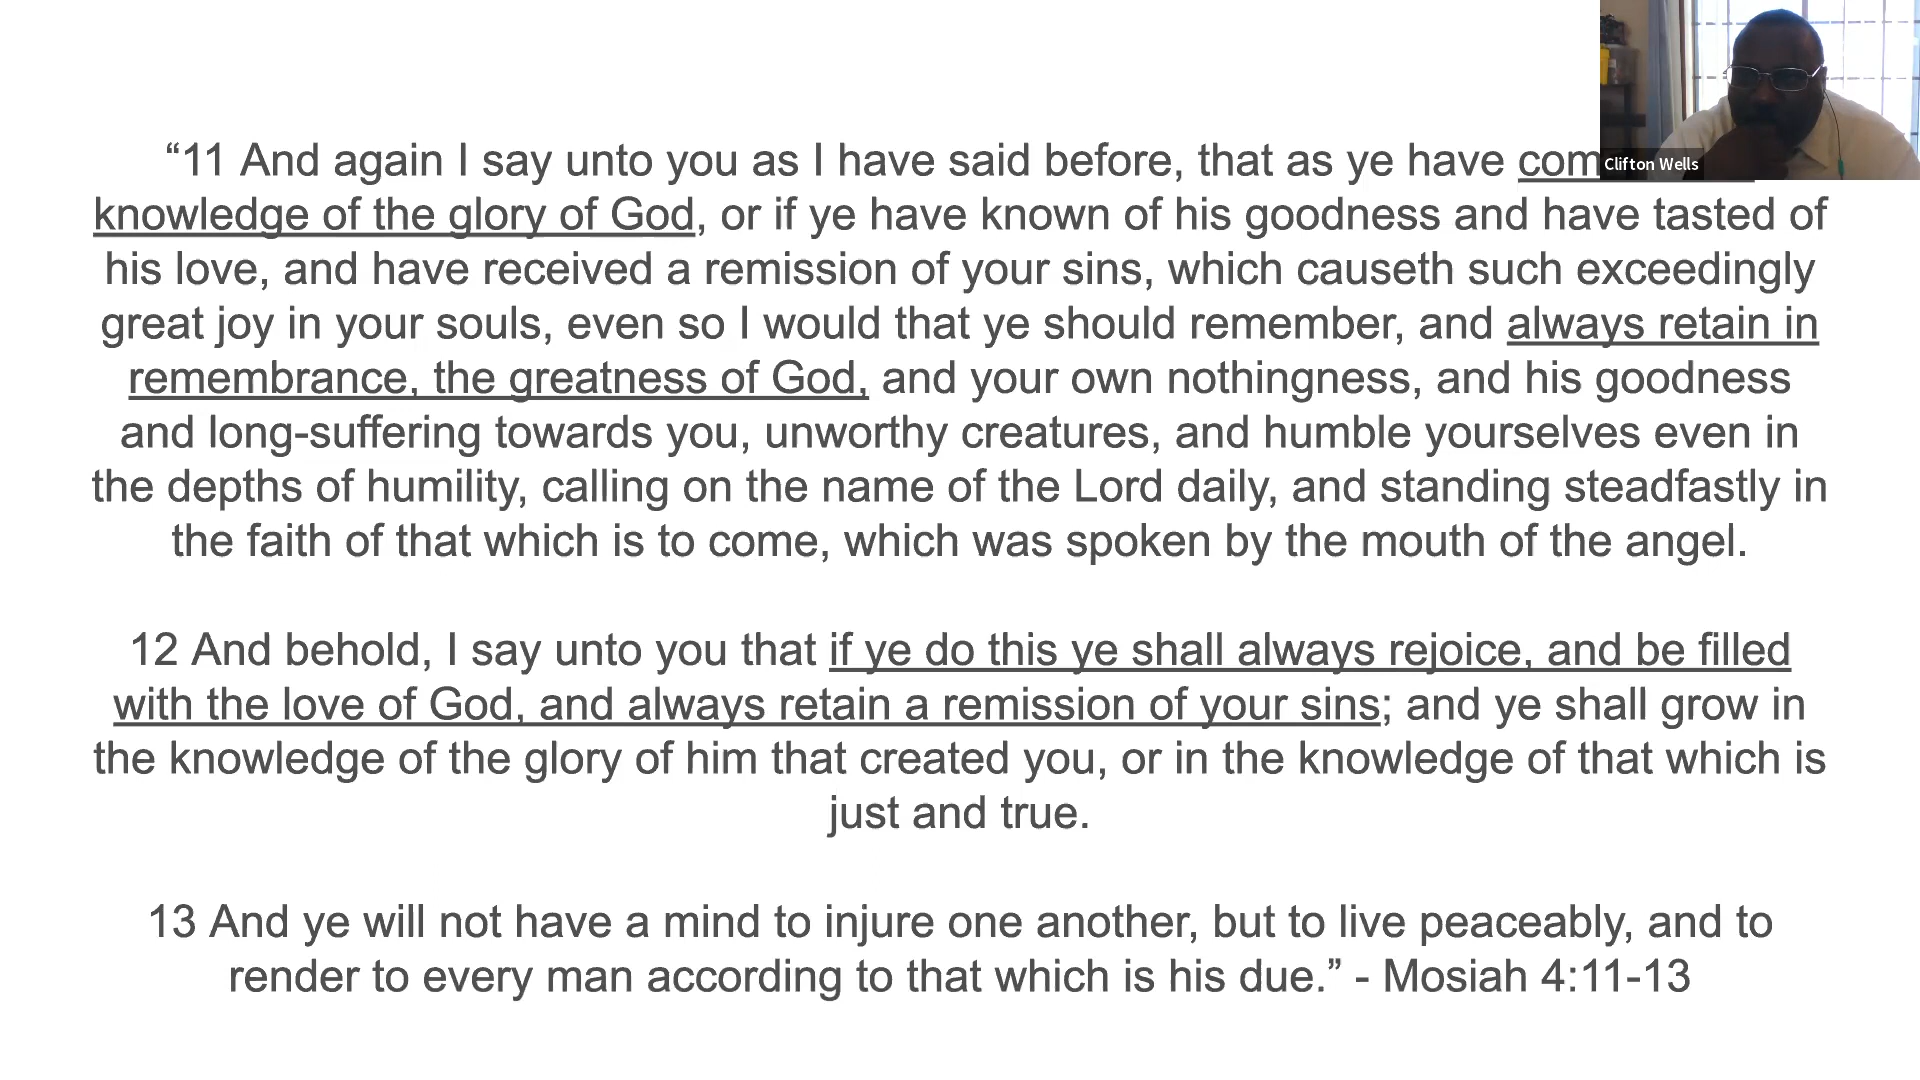 “11 And again I say unto you as I have said before, that as ye have
Clifton Wells
knowledge of the glory of God, or if ye have known of his goodness and have tasted of
his love, and have received a remission of your sins, which causeth such exceedingly
great joy in your souls, even so I would that ye should remember, and always retain in
remembrance, the greatness of God, and your own nothingness, and his goodness
and long-suffering towards you, unworthy creatures, and humble yourselves even in
the depths of humility, calling on the name of the Lord daily, and standing steadfastly in
the faith of that which is to come, which was spoken by the mouth of the angel.
12 And behold, I say unto you that if ye do this ye shall always rejoice, and be filled
with the love of God, and always retain a remission of your sins; and ye shall grow in
the knowledge of the glory of him that created you, or in the knowledge of that which is
just and true.
13 And ye will not have a mind to injure one another, but to live peaceably, and to
render to every man according to that which is his due.” - Mosiah 4:11-13